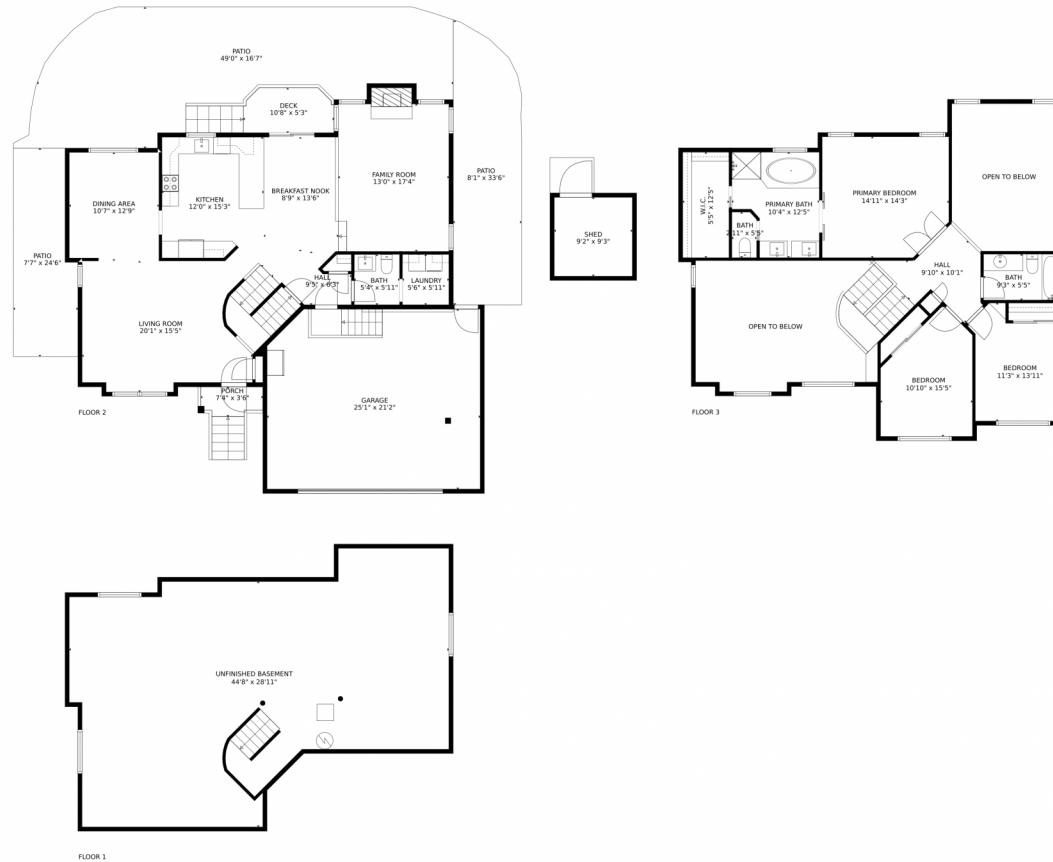 PATIO
49'0" x 16'7"
DECK
10'8" x 5'3"
FAMILY ROOM
13'0" x 17'4"
PATIO
8'1" x 33'6"
KITCHEN
12'0" x 15'3"
BREAKFAST NOOK
8'9" x 13'6"
DINING AREA
10'7" x 12'9"
PATIO
7'7" x 24'6"
HALL
9'5" x 6'3"
BATH
5'4" x 5'11"
LAUNDRY
5'6" x 5'11"
LIVING ROOM
20'1" x 15'5"
PORCH
7'4" x 3'6"
GARAGE
25'1" x 21'2"
FLOOR 2
SHED
9'2" x 9'3"
W.I.C.
5'5" x 12'5"
PRIMARY BATH
10'4" x 12'5"
BATH
2'11" x 5'5"
PRIMARY BEDROOM
14'11" x 14'3"
OPEN TO BELOW
HALL
9'10" x 10'1"
BATH
9'3" x 5'5"
OPEN TO BELOW
BEDROOM
10'10" x 15'5"
BEDROOM
11'3" x 13'11"
FLOOR 3
UNFINISHED BASEMENT
44'8" x 28'11"
FLOOR 1